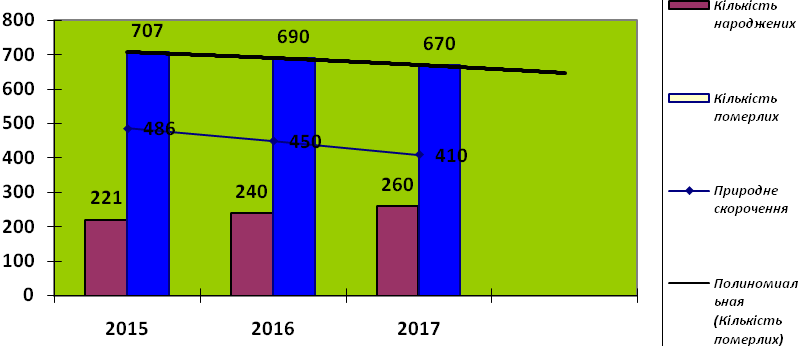 800
700
600
500
400
300
200
100
0
707
690
670
486
450
410
221
240
260
2015
2016
2017
Кількість
народжених
Кількість
померлих
Природне
скорочення
Полиномиал
ьная
(Кількість
померлих)